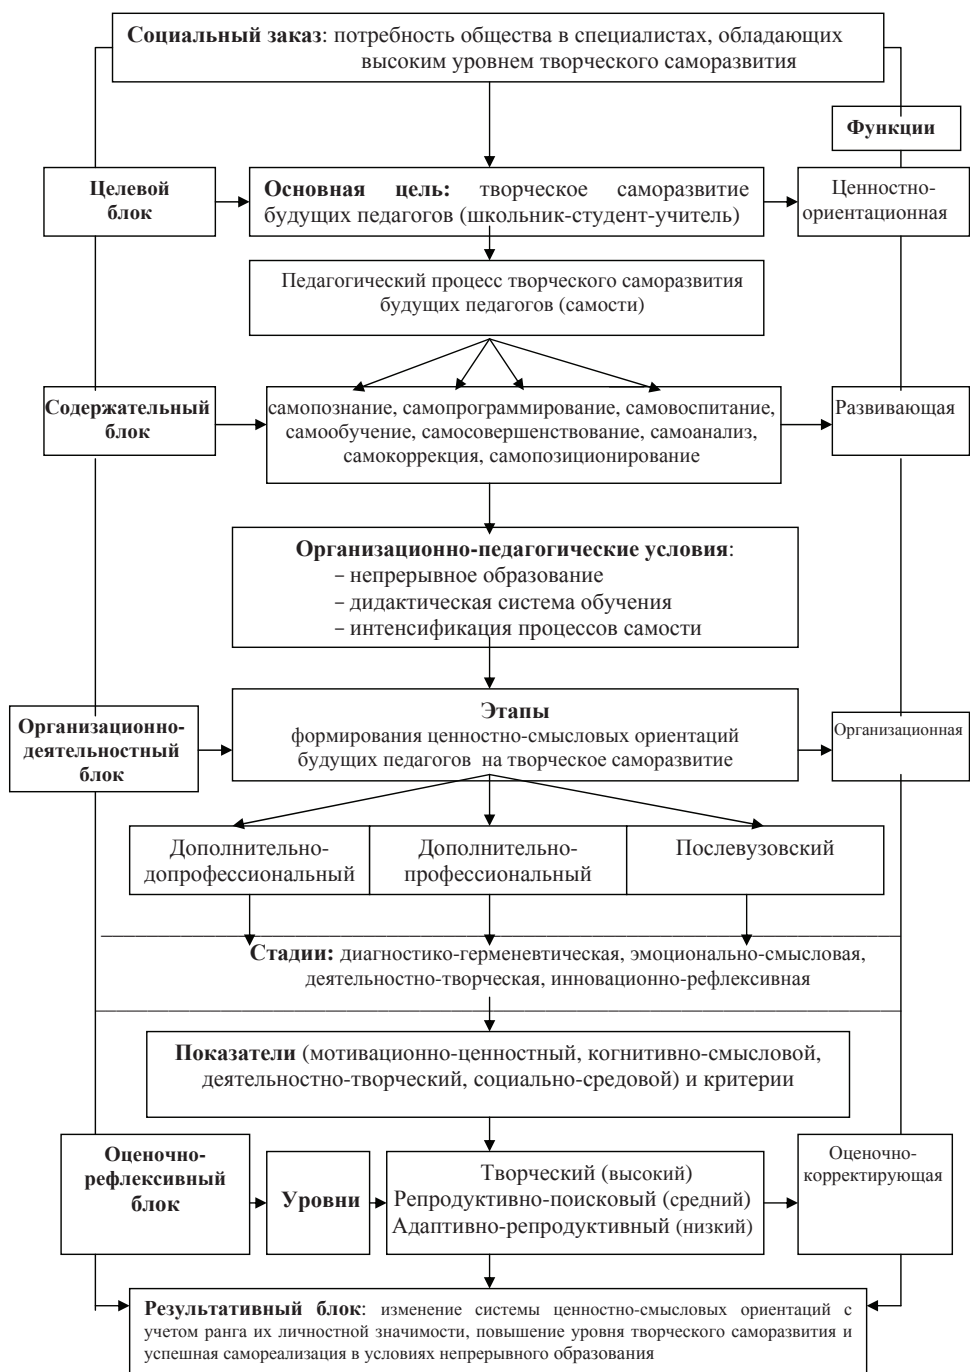 Социальный заказ: потребность общества в специалистах, обладающих
высоким уровнем творческого саморазвития
Функции
Целевой
блок
Основная цель: творческое саморазвитие
будущих педагогов (школьник-студент-учитель)
Ценностно-
ориентационная
Педагогический процесс творческого саморазвития
будущих педагогов (самости)
Содержательный
блок
самопознание, самопрограммирование, самовоспитание,
самообучение, самосовершенствование, самоанализ,
самокоррекция, самопозиционирование
Развивающая
Организационно-педагогические условия:
– непрерывное образование
– дидактическая система обучения
– интенсификация процессов самости
Организационно-
деятельностный
блок
Этапы
формирования ценностно-смысловых ориентаций
будущих педагогов на творческое саморазвитие
Организационная
Дополнительно-
допрофессиональный
Дополнительно-
профессиональный
Послевузовский
Стадии: диагностико-герменевтическая, эмоционально-смысловая,
деятельностно-творческая, инновационно-рефлексивная
Показатели (мотивационно-ценностный, когнитивно-смысловой,
деятельностно-творческий, социально-средовой) и критерии
Оценочно-
рефлексивный
блок
Уровни
Творческий (высокий)
Репродуктивно-поисковый (средний)
Адаптивно-репродуктивный (низкий)
Оценочно-
корректирующая
Результативный блок: изменение системы ценностно-смысловых ориентаций с
учетом ранга их личностной значимости, повышение уровня творческого саморазвития и
успешная самореализация в условиях непрерывного образования